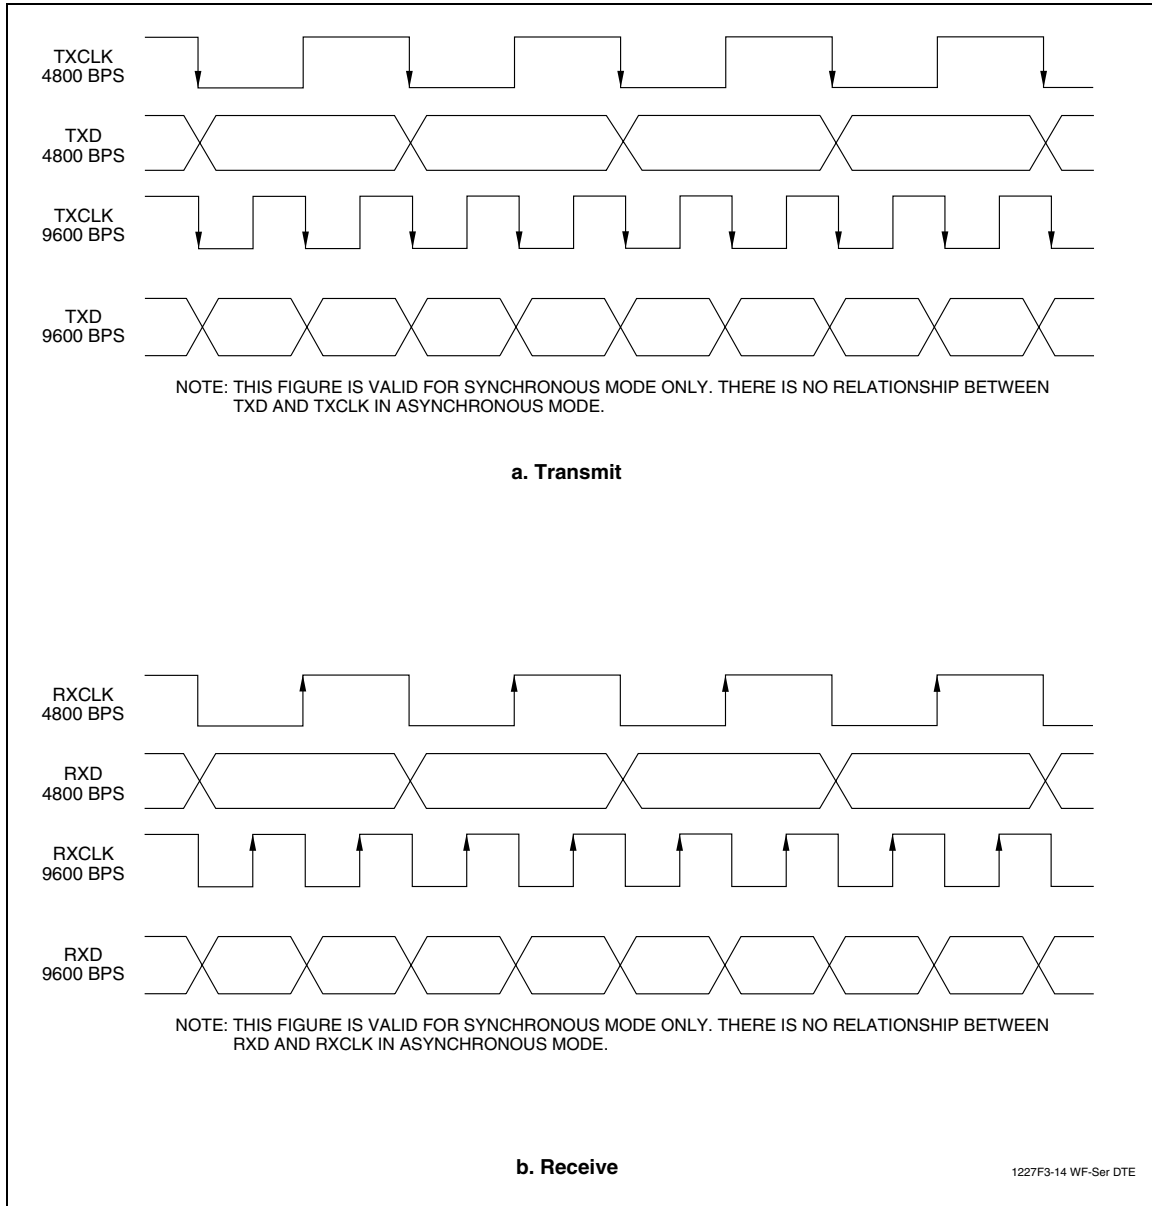 TXCLK
4800 BPS
TXD
4800 BPS
TXCLK
9600 BPS
TXD
9600 BPS
NOTE: THIS FIGURE IS VALID FOR SYNCHRONOUS MODE ONLY. THERE IS NO RELATIONSHIP BETWEEN
TXD AND TXCLK IN ASYNCHRONOUS MODE.
a. Transmit
RXCLK
4800 BPS
RXD
4800 BPS
RXCLK
9600 BPS
RXD
9600 BPS
NOTE: THIS FIGURE IS VALID FOR SYNCHRONOUS MODE ONLY. THERE IS NO RELATIONSHIP BETWEEN
RXD AND RXCLK IN ASYNCHRONOUS MODE.
b. Receive
1227F3-14 WF-Ser DTE